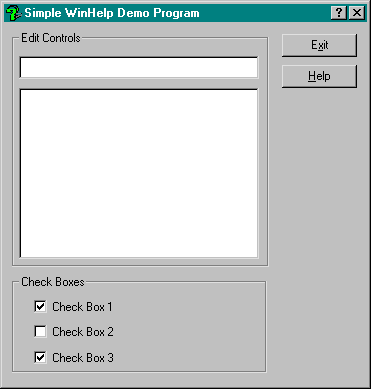 Simple WinHelp Demo Program
Edit Controls
Exit
Help
Check Boxes
Check Box 1
Check Box 2
Check Box 3